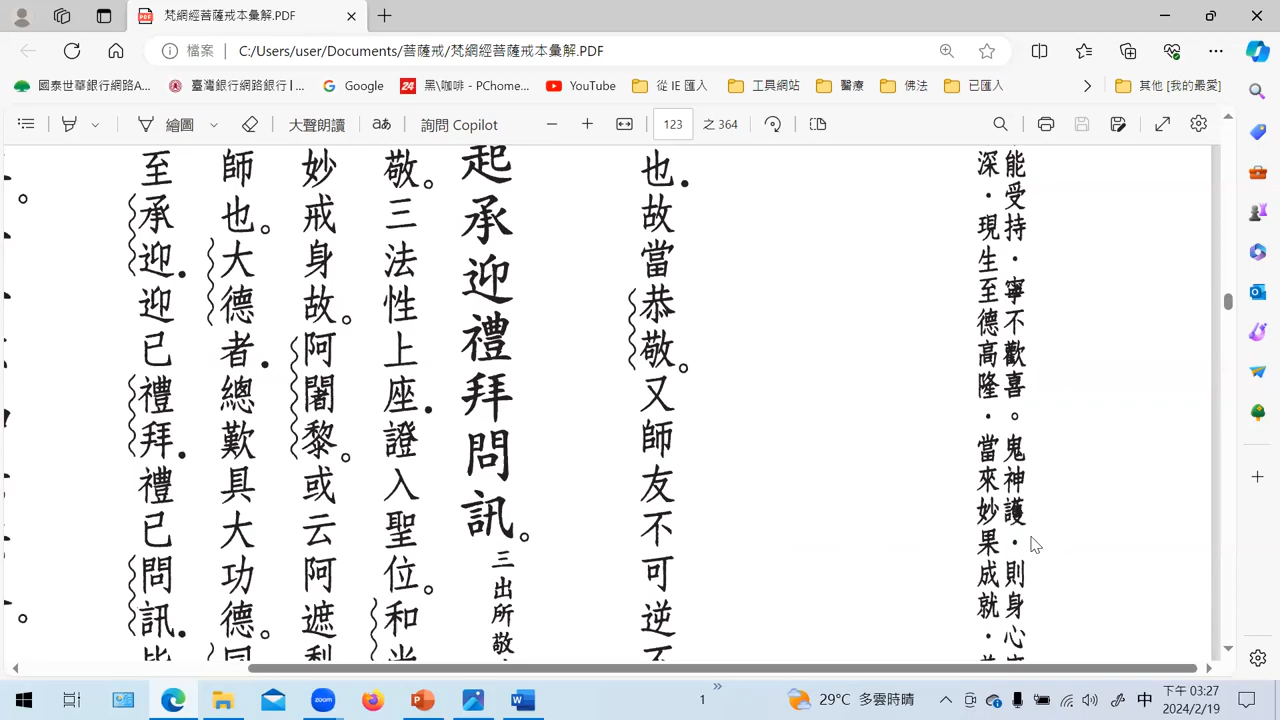 梵網經菩薩戒本彙解.PDF
檔案
C:/Users/user/Documents/菩薩戒/梵網經菩薩戒本彙解.PDF
國泰世華銀行網路A...
臺灣銀行網路銀行 |...
Google
黑\咖啡 - PChome...
YouTube
從 IE 匯入
工具網站
醫療
佛法
已匯入
其他 [我的最愛]
繪圖
大聲朗讀
あぁ
詢問 Copilot
123
之 364
能受持．寧不歡喜。鬼神護．則身心
深．現生至德高隆．當來妙果成就．
也．故當恭敬。又師友不可逆不
起承迎禮拜問訊。
三出所敬
敬。三法性上座．證入聖位。和
妙戒身故。阿闍黎。或云阿遮利
師也。大德者．總歎具大功德。同
至承迎．迎已禮拜．禮已問訊．
1
29°C 多雲時晴
中
下午 03:27
2024/2/19